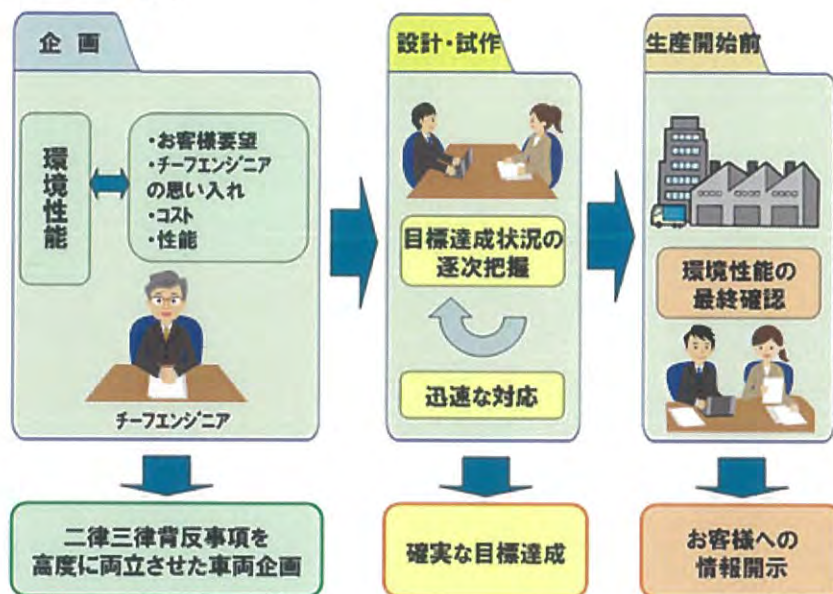 企画
環境性能
・お客様要望
・チーフエンジニア
の思い入れ
・コスト
・性能
チーフエンジニア
二律三律背反事項を
高度に両立させた車両企画
設計・試作
目標達成状況の
逐次把握
迅速な対応
確実な目標達成
生産開始前
環境性能の
最終確認
お客様への
情報開示